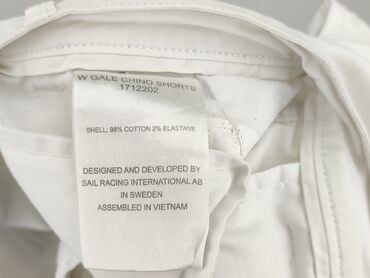 W GALE CHINO SHORTS
1712202
SHELL: 98% COTTON 2% ELASTANE
DESIGNED AND DEVELOPED BY
SAIL RACING INTERNATIONAL AB
IN SWEDEN
ASSEMBLED IN VIETNAM